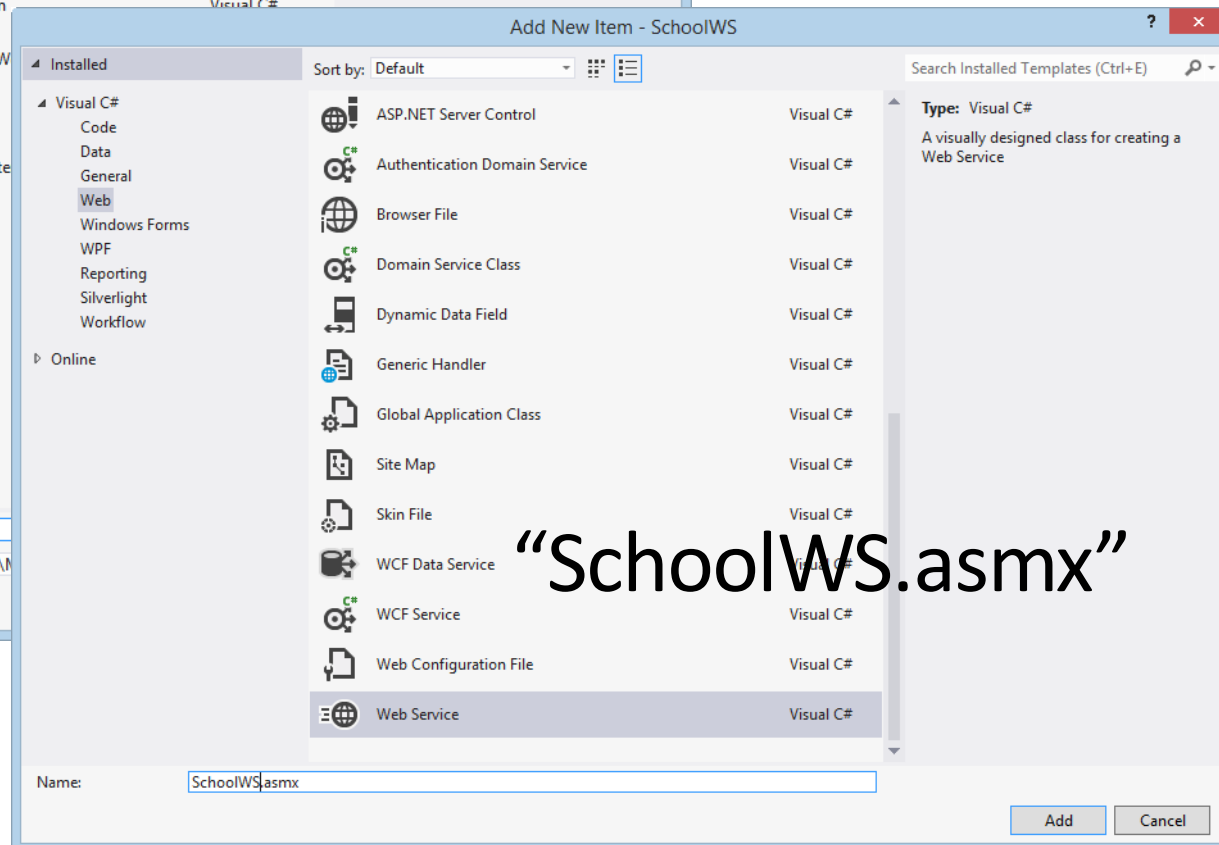 Visual C#
Add New Item - SchoolWS
?
Installed
Sort by: Default
Search Installed Templates (Ctrl+E)
Visual C#
Code
Data
General
Web
Windows Forms
WPF
Reporting
Silverlight
Workflow
Online
ASP.NET Server Control Visual C#
Authentication Domain Service Visual C#
Browser File Visual C#
Domain Service Class Visual C#
Dynamic Data Field Visual C#
Generic Handler Visual C#
Global Application Class Visual C#
Site Map Visual C#
Skin File Visual C#
WCF Data Service Visual C#
WCF Service Visual C#
Web Configuration File Visual C#
Web Service Visual C#
“SchoolWS.asmx”
Type: Visual C#
A visually designed class for creating a
Web Service
Name: SchoolWS.asmx
Add Cancel